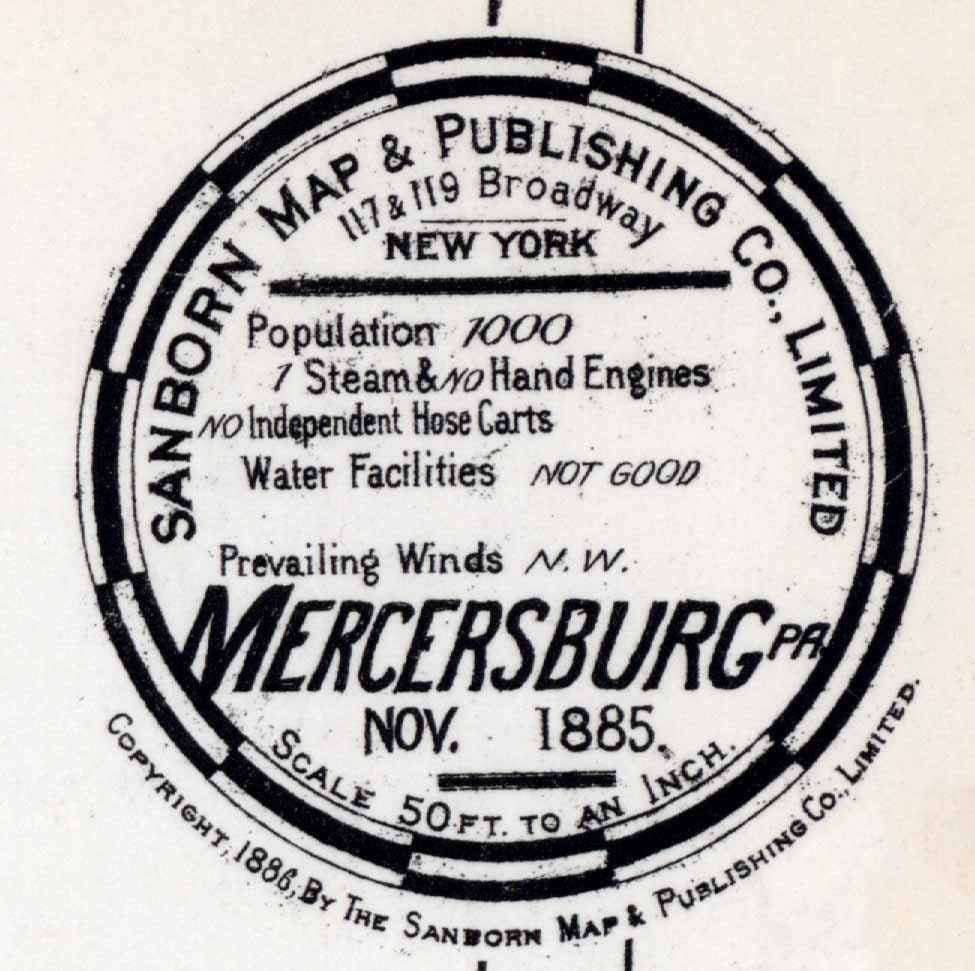 SANBORN MAP & PUBLISHING CO., LIMITED
117 & 119 Broadway
NEW YORK
Population 1000
1 Steam & NO Hand Engines
NO Independent Hose Carts
Water Facilities NOT GOOD
Prevailing Winds N. W.
MERCERSBURG PA.
NOV. 1885.
SCALE 50 FT. TO AN INCH.
COPYRIGHT, 1886, BY THE SANBORN MAP & PUBLISHING CO., LIMITED.